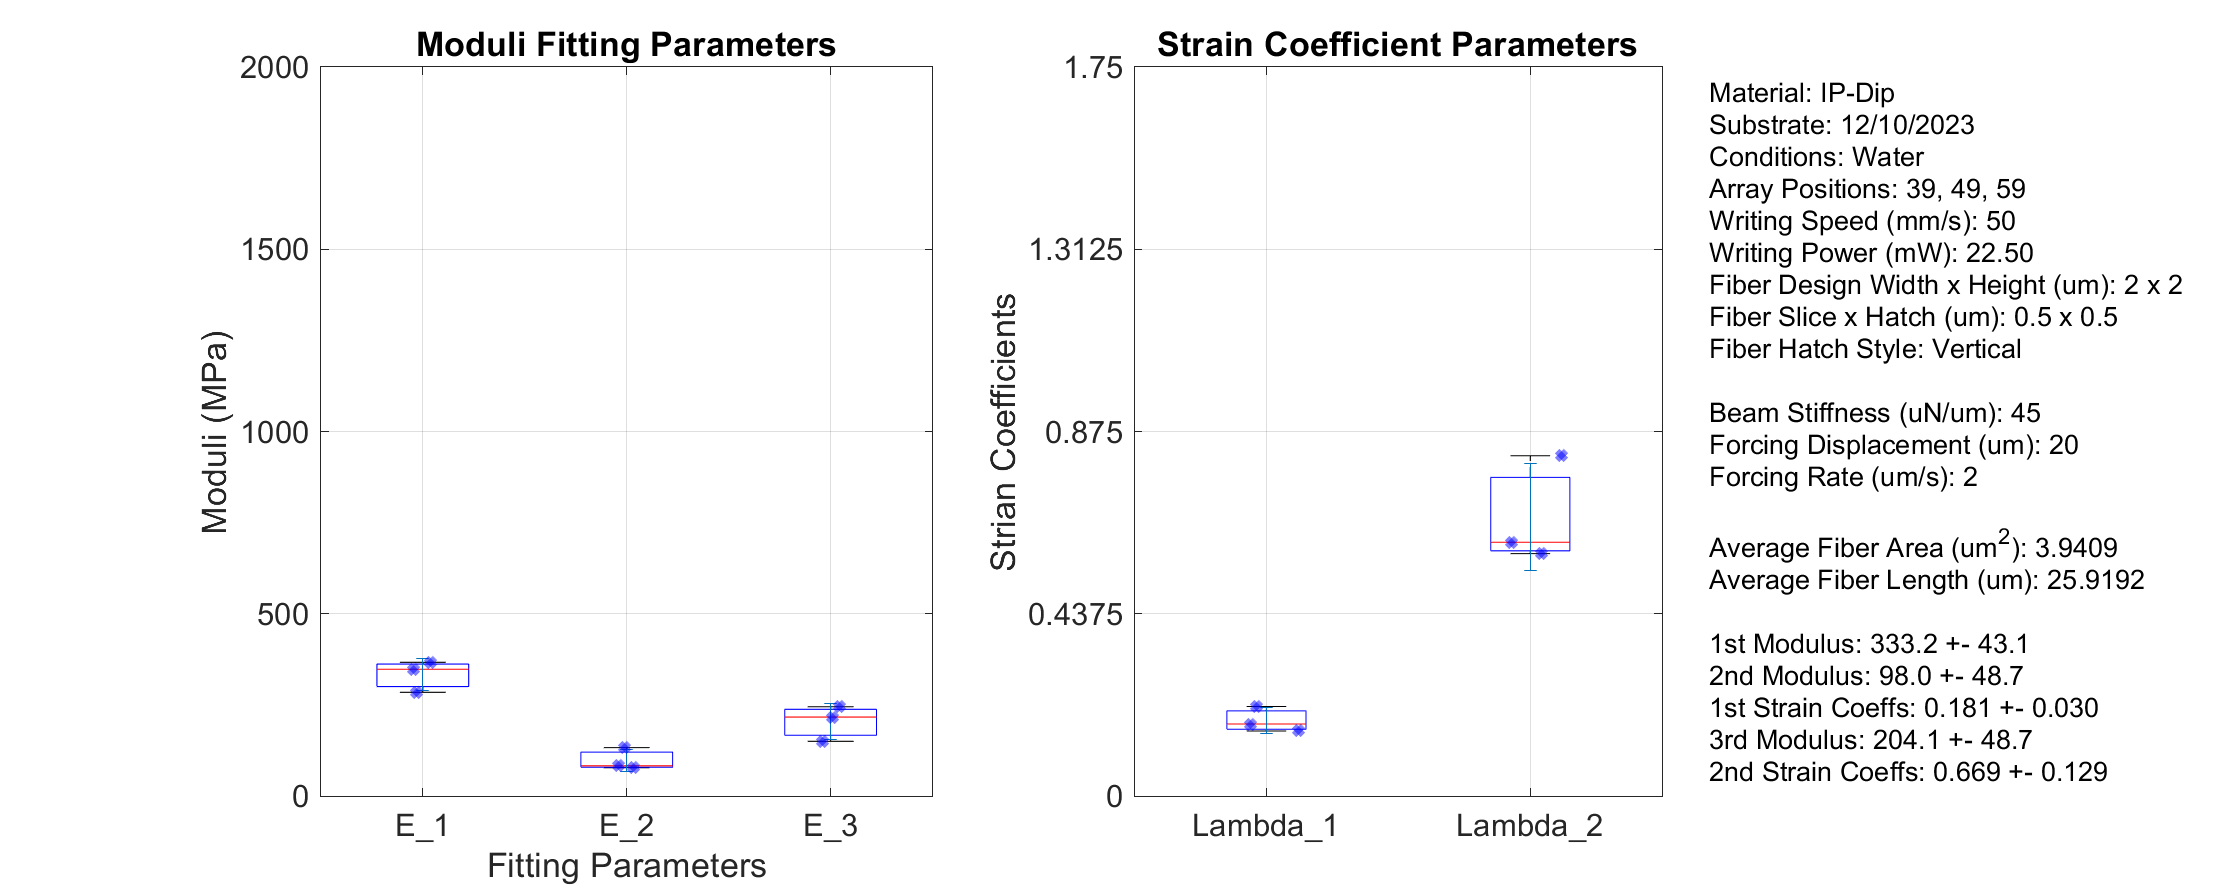 Moduli Fitting Parameters
2000
1500
1000
500
0
Moduli (MPa)
E_1
E_2
E_3
Fitting Parameters
Strain Coefficient Parameters
1.75
1.3125
0.875
0.4375
0
Strian Coefficients
Lambda_1
Lambda_2
Material: IP-Dip
Substrate: 12/10/2023
Conditions: Water
Array Positions: 39, 49, 59
Writing Speed (mm/s): 50
Writing Power (mW): 22.50
Fiber Design Width x Height (um): 2 x 2
Fiber Slice x Hatch (um): 0.5 x 0.5
Fiber Hatch Style: Vertical
Beam Stiffness (uN/um): 45
Forcing Displacement (um): 20
Forcing Rate (um/s): 2
Average Fiber Area (um²): 3.9409
Average Fiber Length (um): 25.9192
1st Modulus: 333.2 +- 43.1
2nd Modulus: 98.0 +- 48.7
1st Strain Coeffs: 0.181 +- 0.030
3rd Modulus: 204.1 +- 48.7
2nd Strain Coeffs: 0.669 +- 0.129